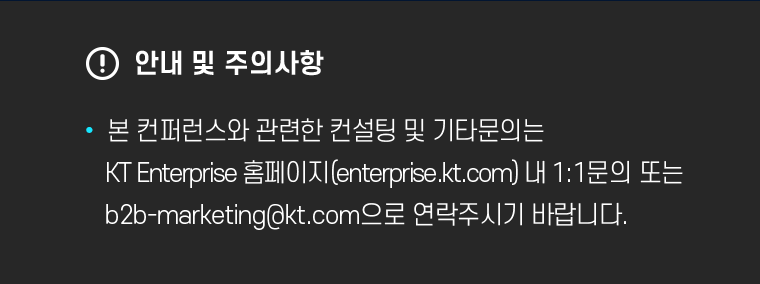 안내 및 주의사항
• 본 컨퍼런스와 관련한 컨설팅 및 기타문의는
KT Enterprise 홈페이지(enterprise.kt.com) 내 1:1문의 또는
b2b-marketing@kt.com으로 연락주시기 바랍니다.